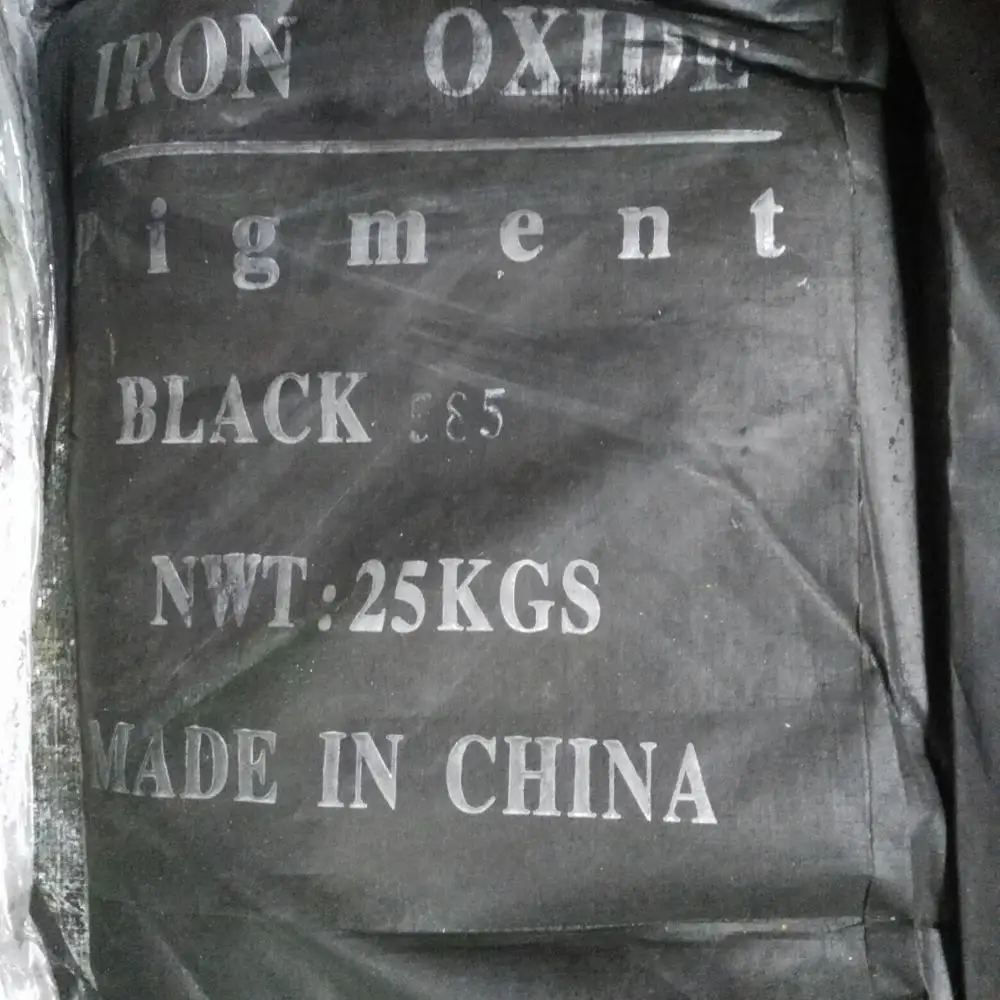 IRON OXIDE
Pigment
BLACK
NWT:25KGS
MADE IN CHINA